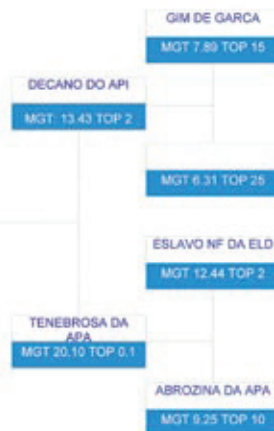 GIM DE GARCA
MGT 7.89 TOP 15
DECANO DO API
MGT: 13.43 TOP 2
MGT 6.31 TOP 25
ESLAVO NF DA ELD
MGT 12.44 TOP 2
TENEBROSA DA
APA
MGT 20.10 TOP 0.1
ABROZINA DA APA
MGT 9.25 TOP 10